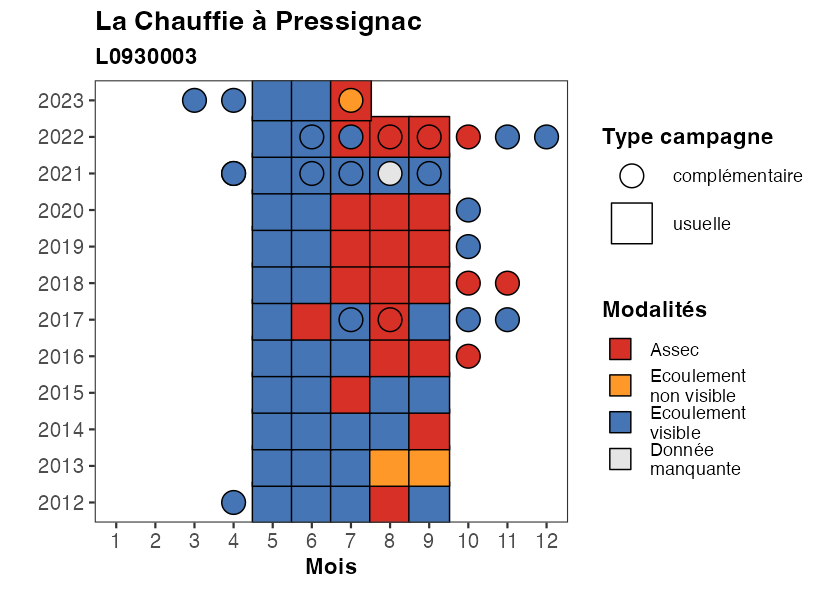 La Chauffie à Pressignac
L0930003
2023
2022
2021
2020
2019
2018
2017
2016
2015
2014
2013
2012
1 2 3 4 5 6 7 8 9 10 11 12
Mois
Type campagne
complémentaire
usuelle
Modalités
Assec
Ecoulement
non visible
Ecoulement
visible
Donnée
manquante